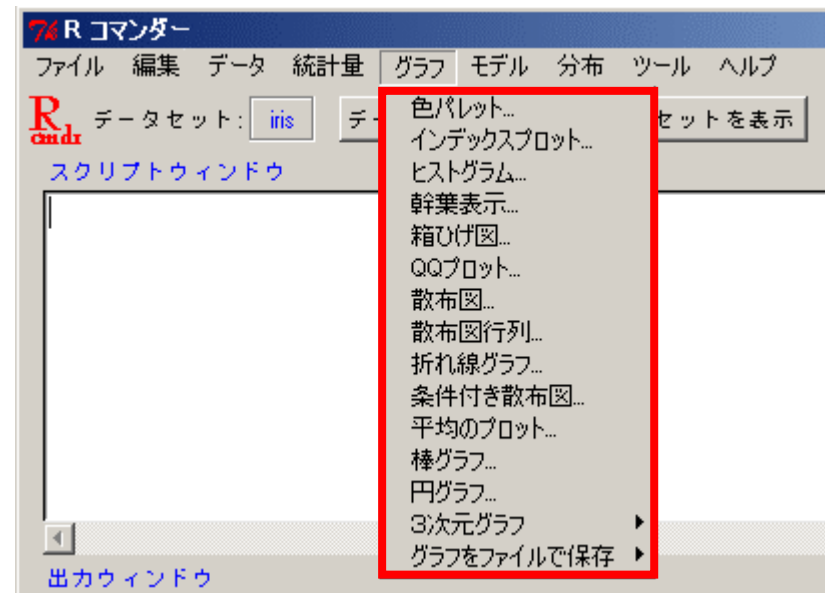 R コマンダー
ファイル 編集 データ 統計量 グラフ モデル 分布 ツール ヘルプ
R cmdr データセット: iris デー セットを表示
スクリプトウィンドウ
色パレット...
インデックスプロット...
ヒストグラム...
幹葉表示...
箱ひげ図...
QQプロット...
散布図...
散布図行列...
折れ線グラフ...
条件付き散布図...
平均のプロット...
棒グラフ...
円グラフ...
3次元グラフ
グラフをファイルで保存
出力ウィンドウ